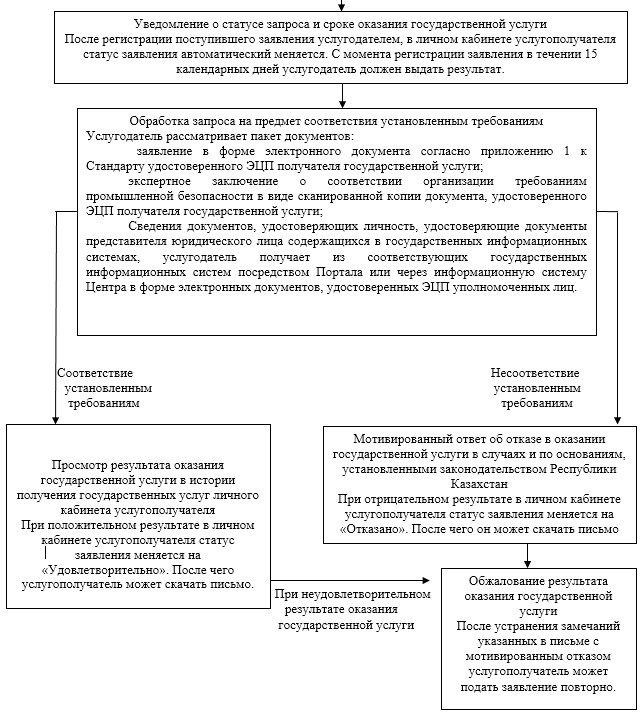 Уведомление о статусе запроса и сроке оказания государственной услуги
После регистрации поступившего заявления услугодателем, в личном кабинете услугополучателя
статус заявления автоматический меняется. С момента регистрации заявления в течении 15
календарных дней услугодатель должен выдать результат.
Обработка запроса на предмет соответствия установленным требованиям
Услугодатель рассматривает пакет документов:
заявление в форме электронного документа согласно приложению 1 к
Стандарту удостоверенного ЭЦП получателя государственной услуги;
экспертное заключение о соответствии организации требованиям
промышленной безопасности в виде сканированной копии документа, удостоверенного
ЭЦП получателя государственной услуги;
Сведения документов, удостоверяющих личность, удостоверяющие документы
представителя юридического лица содержащихся в государственных информационных
системах, услугодатель получает из соответствующих государственных
информационных систем посредством Портала или через информационную систему
Центра в форме электронных документов, удостоверенных ЭЦП уполномоченных лиц.
Соответствие
установленным
требованиям
Несоответствие
установленным
требованиям
Просмотр результата оказания
государственной услуги в истории
получения государственных услуг личного
кабинета услугополучателя
При положительном результате в личном
кабинете услугополучателя статус
заявления меняется на
«Удовлетворительно». После чего
услугополучатель может скачать письмо.
Мотивированный ответ об отказе в оказании
государственной услуги в случаях и по основаниям,
установленными законодательством Республики
Казахстан
При отрицательном результате в личном кабинете
услугополучателя статус заявления меняется на
«Отказано». После чего он может скачать письмо
При неудовлетворительном
результате оказания
государственной услуги
Обжалование результата
оказания государственной
услуги
После устранения замечаний
указанных в письме с
мотивированным отказом
услугополучатель может
подать заявление повторно.